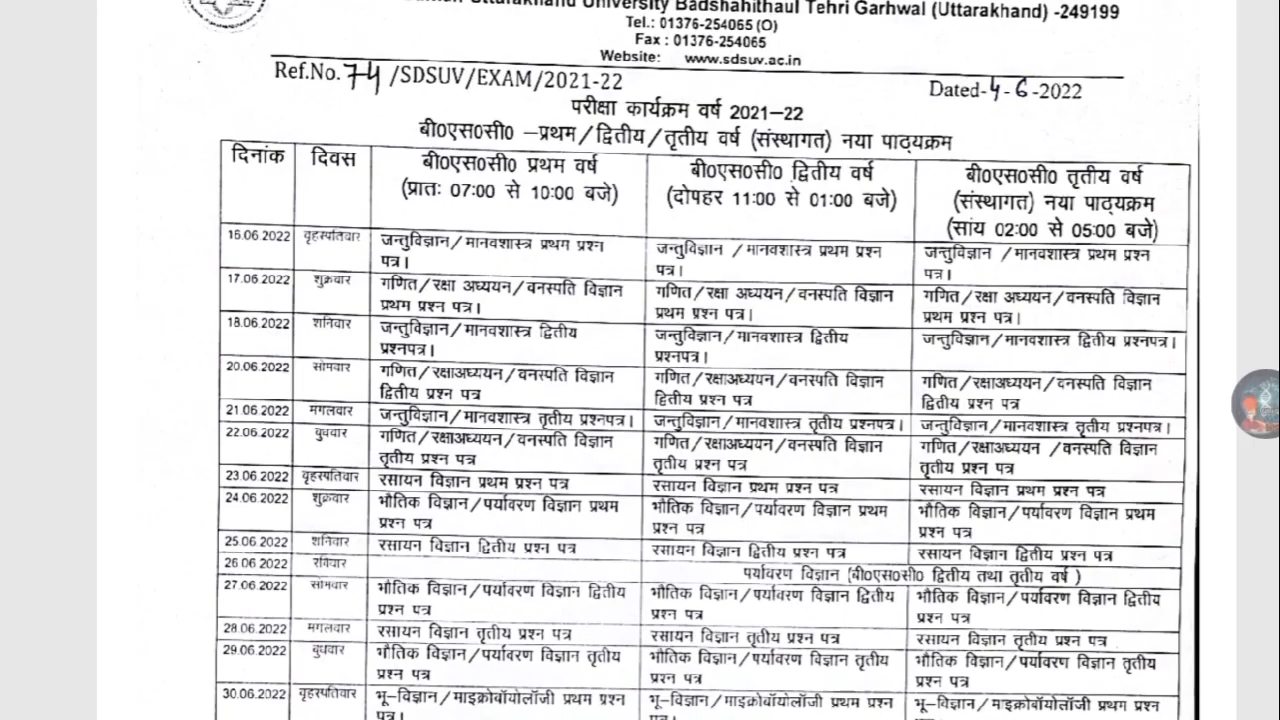 Uttarakhand University Badshahithaul Tehri Garhwal (Uttarakhand) -249199
Tel.: 01376-254065 (O)
Fax : 01376-254065
Website: www.sdsuv.ac.in
Ref.No. 74 /SDSUV/EXAM/2021-22 Dated-4-6-2022
परीक्षा कार्यक्रम वर्ष 2021–22
बी0एस0सी0 –प्रथम/द्वितीय/तृतीय वर्ष (संस्थागत) नया पाठ्यक्रम
दिनांक दिवस बी0एस0सी0 प्रथम वर्ष बी0एस0सी0 द्वितीय वर्ष बी0एस0सी0 तृतीय वर्ष
(प्रातः 07:00 से 10:00 बजे) (दोपहर 11:00 से 01:00 बजे) (संस्थागत) नया पाठ्यक्रम
(सांय 02:00 से 05:00 बजे)
16.06.2022 वृहस्पतिवार जन्तुविज्ञान/मानवशास्त्र प्रथम प्रश्न जन्तुविज्ञान /मानवशास्त्र प्रथम प्रश्न जन्तुविज्ञान /मानवशास्त्र प्रथम प्रश्न
पत्र। पत्र। पत्र।
17.06.2022 शुक्रवार गणित/रक्षा अध्ययन/वनस्पति विज्ञान गणित/रक्षा अध्ययन/वनस्पति विज्ञान गणित/रक्षा अध्ययन/वनस्पति विज्ञान
प्रथम प्रश्न पत्र। प्रथम प्रश्न पत्र। प्रथम प्रश्न पत्र।
18.06.2022 शनिवार जन्तुविज्ञान/मानवशास्त्र द्वितीय जन्तुविज्ञान/मानवशास्त्र द्वितीय जन्तुविज्ञान/मानवशास्त्र द्वितीय प्रश्नपत्र।
प्रश्नपत्र। प्रश्नपत्र।
20.06.2022 सोमवार गणित/रक्षाअध्ययन/वनस्पति विज्ञान गणित/रक्षाअध्ययन/वनस्पति विज्ञान गणित/रक्षाअध्ययन/वनस्पति विज्ञान
द्वितीय प्रश्न पत्र द्वितीय प्रश्न पत्र द्वितीय प्रश्न पत्र
21.06.2022 मगलवार जन्तुविज्ञान/मानवशास्त्र तृतीय प्रश्नपत्र। जन्तुविज्ञान/मानवशास्त्र तृतीय प्रश्नपत्र। जन्तुविज्ञान/मानवशास्त्र तृतीय प्रश्नपत्र।
22.06.2022 बुधवार गणित/रक्षाअध्ययन/वनस्पति विज्ञान गणित/रक्षाअध्ययन/वनस्पति विज्ञान गणित/रक्षाअध्ययन /वनस्पति विज्ञान
तृतीय प्रश्न पत्र तृतीय प्रश्न पत्र तृतीय प्रश्न पत्र
23.06.2022 वृहस्पतिवार रसायन विज्ञान प्रथम प्रश्न पत्र रसायन विज्ञान प्रथम प्रश्न पत्र रसायन विज्ञान प्रथम प्रश्न पत्र
24.06.2022 शुक्रवार भौतिक विज्ञान/पर्यावरण विज्ञान प्रथम भौतिक विज्ञान/पर्यावरण विज्ञान प्रथम भौतिक विज्ञान/पर्यावरण विज्ञान प्रथम
प्रश्न पत्र प्रश्न पत्र प्रश्न पत्र
25.06.2022 शनिवार रसायन विज्ञान द्वितीय प्रश्न पत्र रसायन विज्ञान द्वितीय प्रश्न पत्र रसायन विज्ञान द्वितीय प्रश्न पत्र
26.06.2022 रविवार पर्यावरण विज्ञान (बी0एस0सी0 द्वितीय तथा तृतीय वर्ष )
27.06.2022 सोमवार भौतिक विज्ञान/पर्यावरण विज्ञान द्वितीय भौतिक विज्ञान/पर्यावरण विज्ञान द्वितीय भौतिक विज्ञान/पर्यावरण विज्ञान द्वितीय
प्रश्न पत्र प्रश्न पत्र प्रश्न पत्र
28.06.2022 मगलवार रसायन विज्ञान तृतीय प्रश्न पत्र रसायन विज्ञान तृतीय प्रश्न पत्र रसायन विज्ञान तृतीय प्रश्न पत्र
29.06.2022 बुधवार भौतिक विज्ञान/पर्यावरण विज्ञान तृतीय भौतिक विज्ञान/पर्यावरण विज्ञान तृतीय भौतिक विज्ञान/पर्यावरण विज्ञान तृतीय
प्रश्न पत्र प्रश्न पत्र प्रश्न पत्र
30.06.2022 वृहस्पतिवार भू–विज्ञान/माइक्रोबॉयोलॉजी प्रथम प्रश्न भू–विज्ञान/माइक्रोबॉयोलॉजी प्रथम प्रश्न भू–विज्ञान/माइक्रोबॉयोलॉजी प्रथम प्रश्न